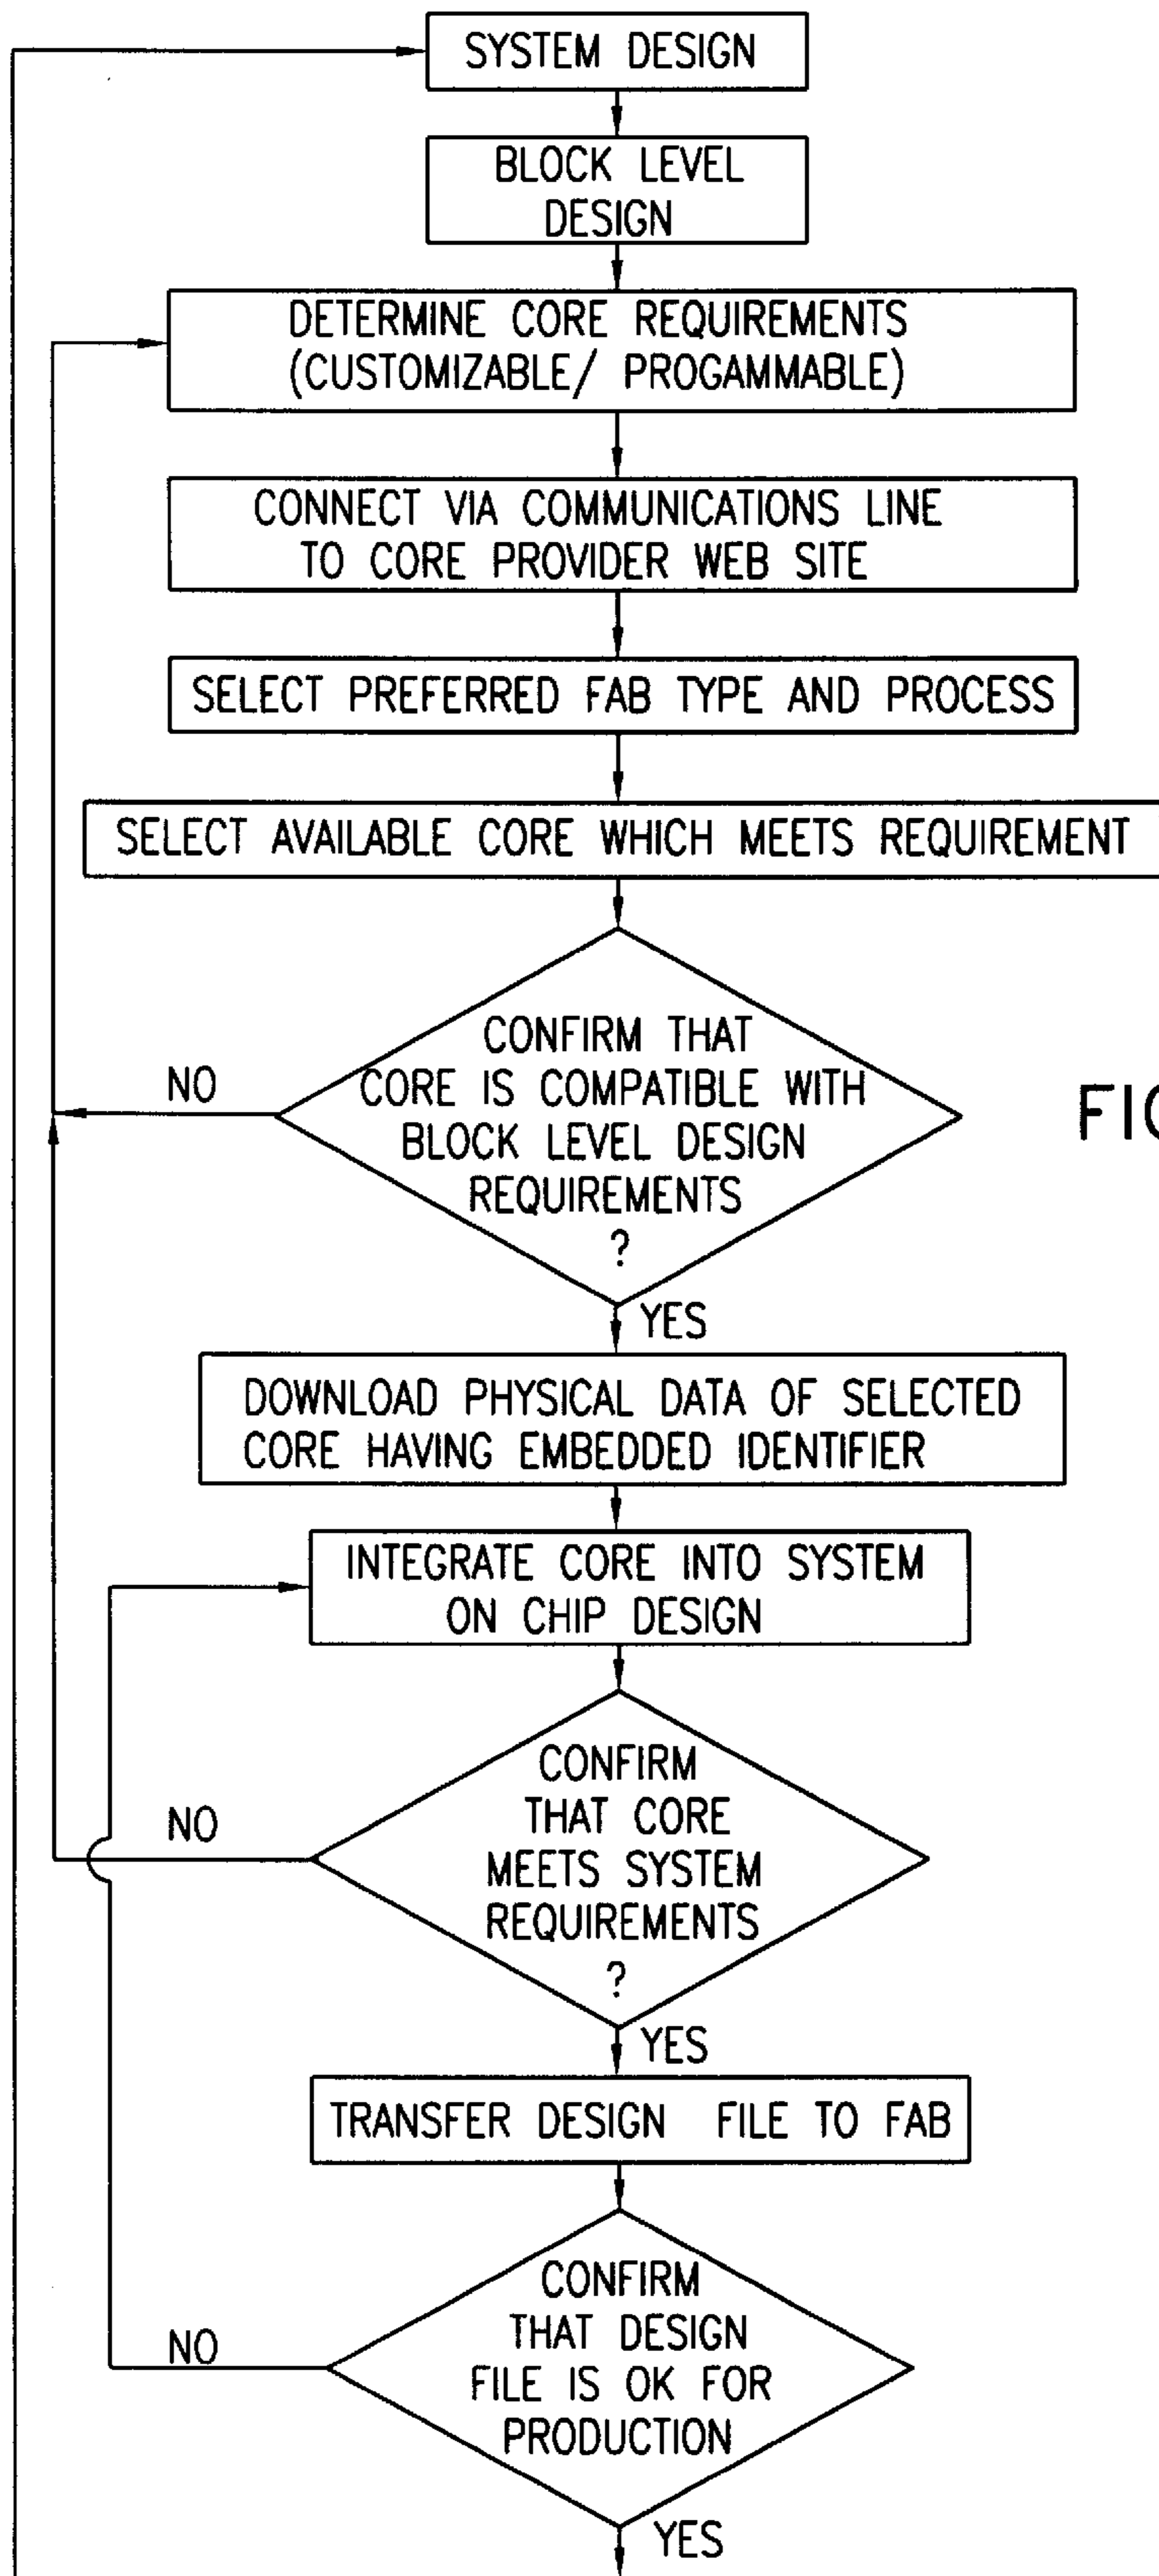 SYSTEM DESIGN
BLOCK LEVEL
DESIGN
DETERMINE CORE REQUIREMENTS
(CUSTOMIZABLE/ PROGAMMABLE)
CONNECT VIA COMMUNICATIONS LINE
TO CORE PROVIDER WEB SITE
SELECT PREFERRED FAB TYPE AND PROCESS
SELECT AVAILABLE CORE WHICH MEETS REQUIREMENT
CONFIRM THAT
CORE IS COMPATIBLE WITH
BLOCK LEVEL DESIGN
REQUIREMENTS
?
NO
YES
DOWNLOAD PHYSICAL DATA OF SELECTED
CORE HAVING EMBEDDED IDENTIFIER
INTEGRATE CORE INTO SYSTEM
ON CHIP DESIGN
CONFIRM
THAT CORE
MEETS SYSTEM
REQUIREMENTS
?
NO
YES
TRANSFER DESIGN FILE TO FAB
CONFIRM
THAT DESIGN
FILE IS OK FOR
PRODUCTION
NO
YES